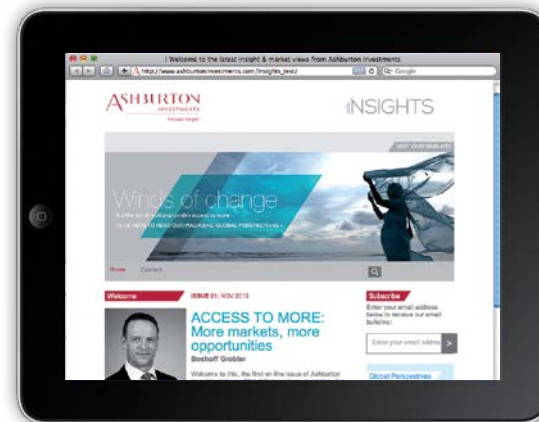 Welcome to the latest insight & market views from Ashburton Investments
http://www.ashburtoninvestments.com/insights_test/
Google
ASHBURTON
INVESTMENTS
INSIGHTS
VISIT OUR MAIN SITE
Winds of change
CLICK HERE TO READ OUR MAGAZINE GLOBAL PERSPECTIVES
Home Contact
Welcome
ISSUE 01: NOV 2013
ACCESS TO MORE:
More markets, more
opportunities
Boshoff Grobler
Welcome to this, the first on-line issue of Ashburton
Subscribe
Enter your email address
below to receive our email
bulletins:
Enter your email address >
Global Perspectives